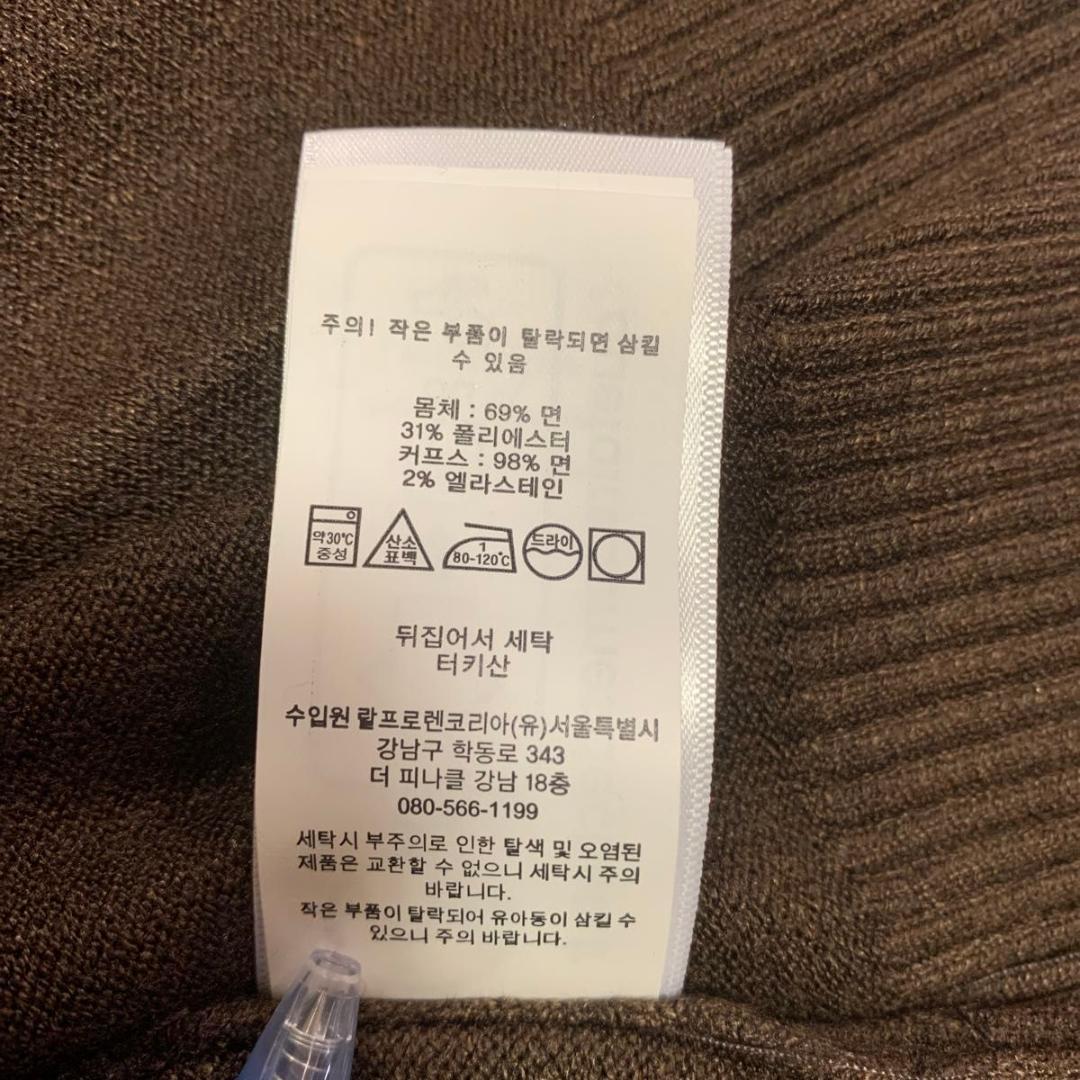 주의! 작은 부품이 탈락되면 삼킬
수 있음
몸체 : 69% 면
31% 폴리에스터
커프스 : 98% 면
2% 엘라스테인
약30℃
중성
산소
표백
1
80-120℃
드라이
뒤집어서 세탁
터키산
수입원 랄프로렌코리아(유)서울특별시
강남구 학동로 343
더 피나클 강남 18층
080-566-1199
세탁시 부주의로 인한 탈색 및 오염된
제품은 교환할 수 없으니 세탁시 주의
바랍니다.
작은 부품이 탈락되어 유아동이 삼킬 수
있으니 주의 바랍니다.